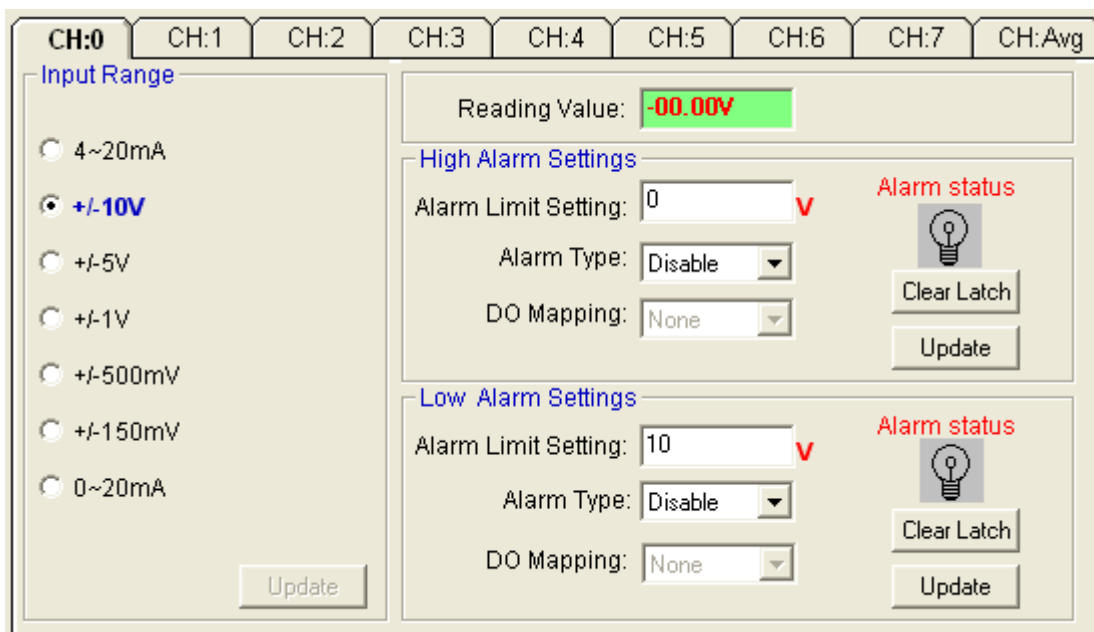 CH:0 CH:1 CH:2 CH:3 CH:4 CH:5 CH:6 CH:7 CH:Avg
Input Range
4~20mA
+/-10V
+/-5V
+/-1V
+/-500mV
+/-150mV
0~20mA
Update
Reading Value: -00.00V
High Alarm Settings
Alarm Limit Setting: 0 V
Alarm Type: Disable
DO Mapping: None
Alarm status
Clear Latch
Update
Low Alarm Settings
Alarm Limit Setting: 10 V
Alarm Type: Disable
DO Mapping: None
Alarm status
Clear Latch
Update